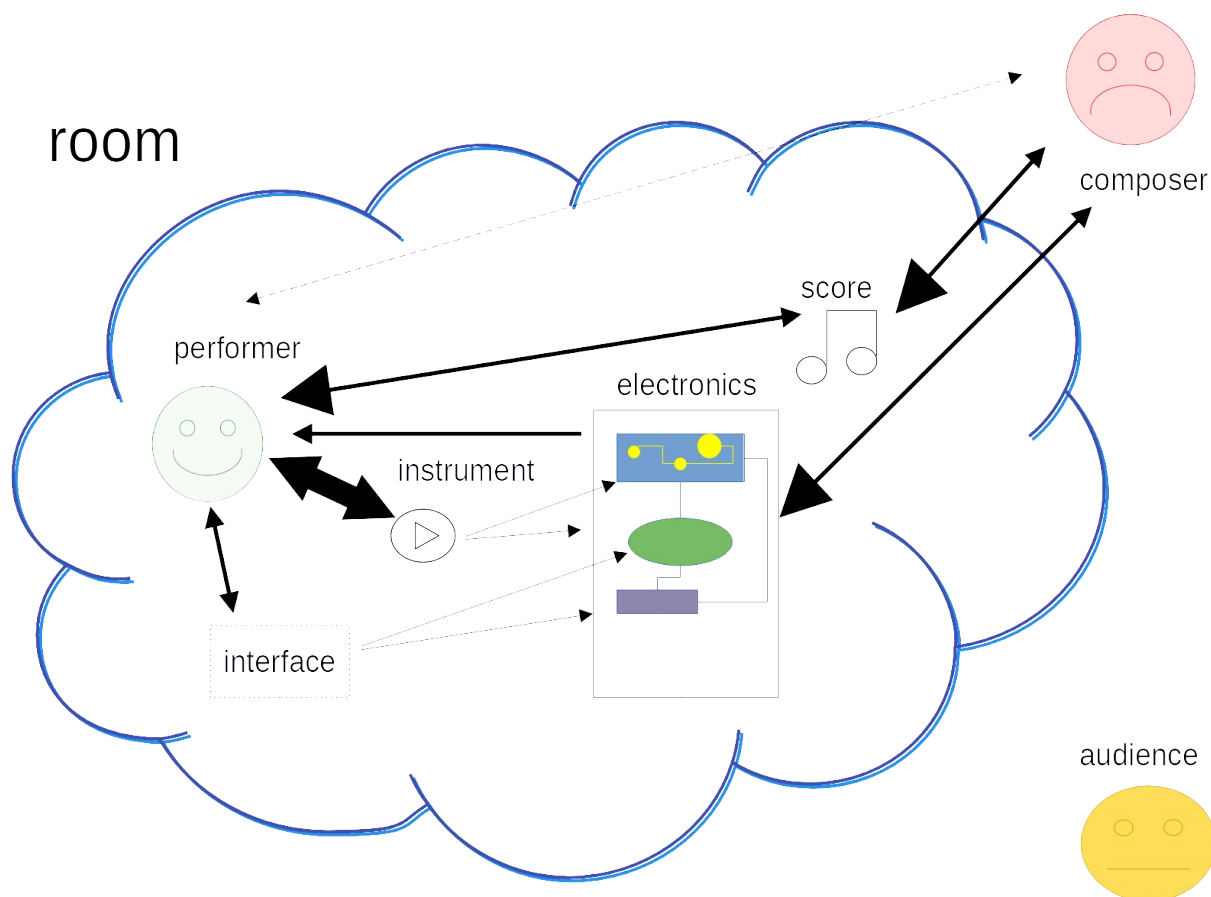 room
composer
score
performer
electronics
instrument
interface
audience